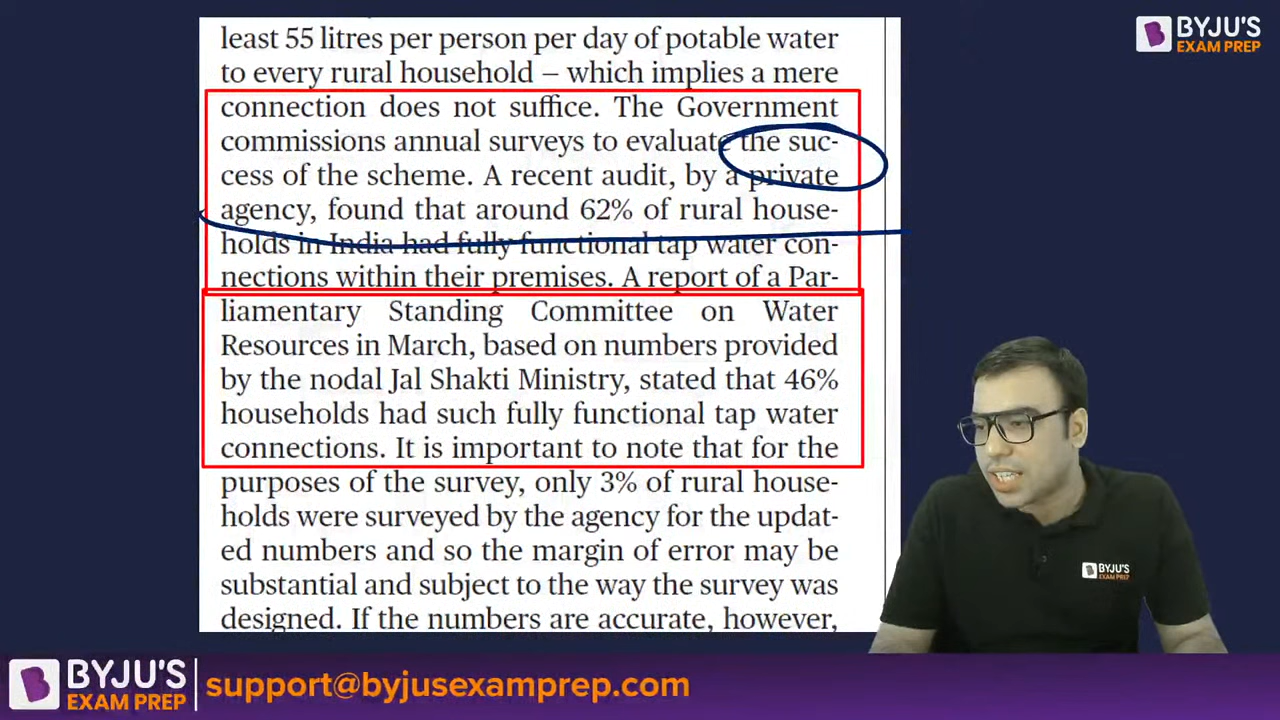 least 55 litres per person per day of potable water
to every rural household – which implies a mere
connection does not suffice. The Government
commissions annual surveys to evaluate the suc-
cess of the scheme. A recent audit, by a private
agency, found that around 62% of rural house-
holds in India had fully functional tap water con-
nections within their premises. A report of a Par-
liamentary Standing Committee on Water
Resources in March, based on numbers provided
by the nodal Jal Shakti Ministry, stated that 46%
households had such fully functional tap water
connections. It is important to note that for the
purposes of the survey, only 3% of rural house-
holds were surveyed by the agency for the updat-
ed numbers and so the margin of error may be
substantial and subject to the way the survey was
designed. If the numbers are accurate, however,
BYJU'S
EXAM PREP
BYJU'S
EXAM PREP
BYJU'S
EXAM PREP
support@byjusexamprep.com